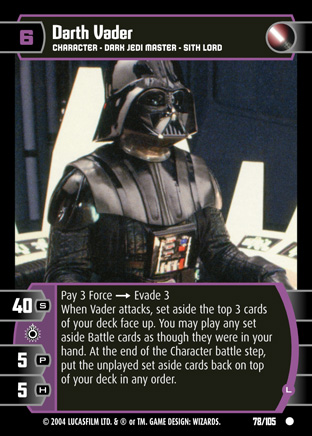 6
Darth Vader
CHARACTER - DARK JEDI MASTER - SITH LORD
40 S
5 P
5 H
Pay 3 Force → Evade 3
When Vader attacks, set aside the top 3 cards
of your deck face up. You may play any set
aside Battle cards as though they were in your
hand. At the end of the Character battle step,
put the unplayed set aside cards back on top
of your deck in any order.
L
© 2004 LUCASFILM LTD. & ® or TM. GAME DESIGN: WIZARDS.
78/105